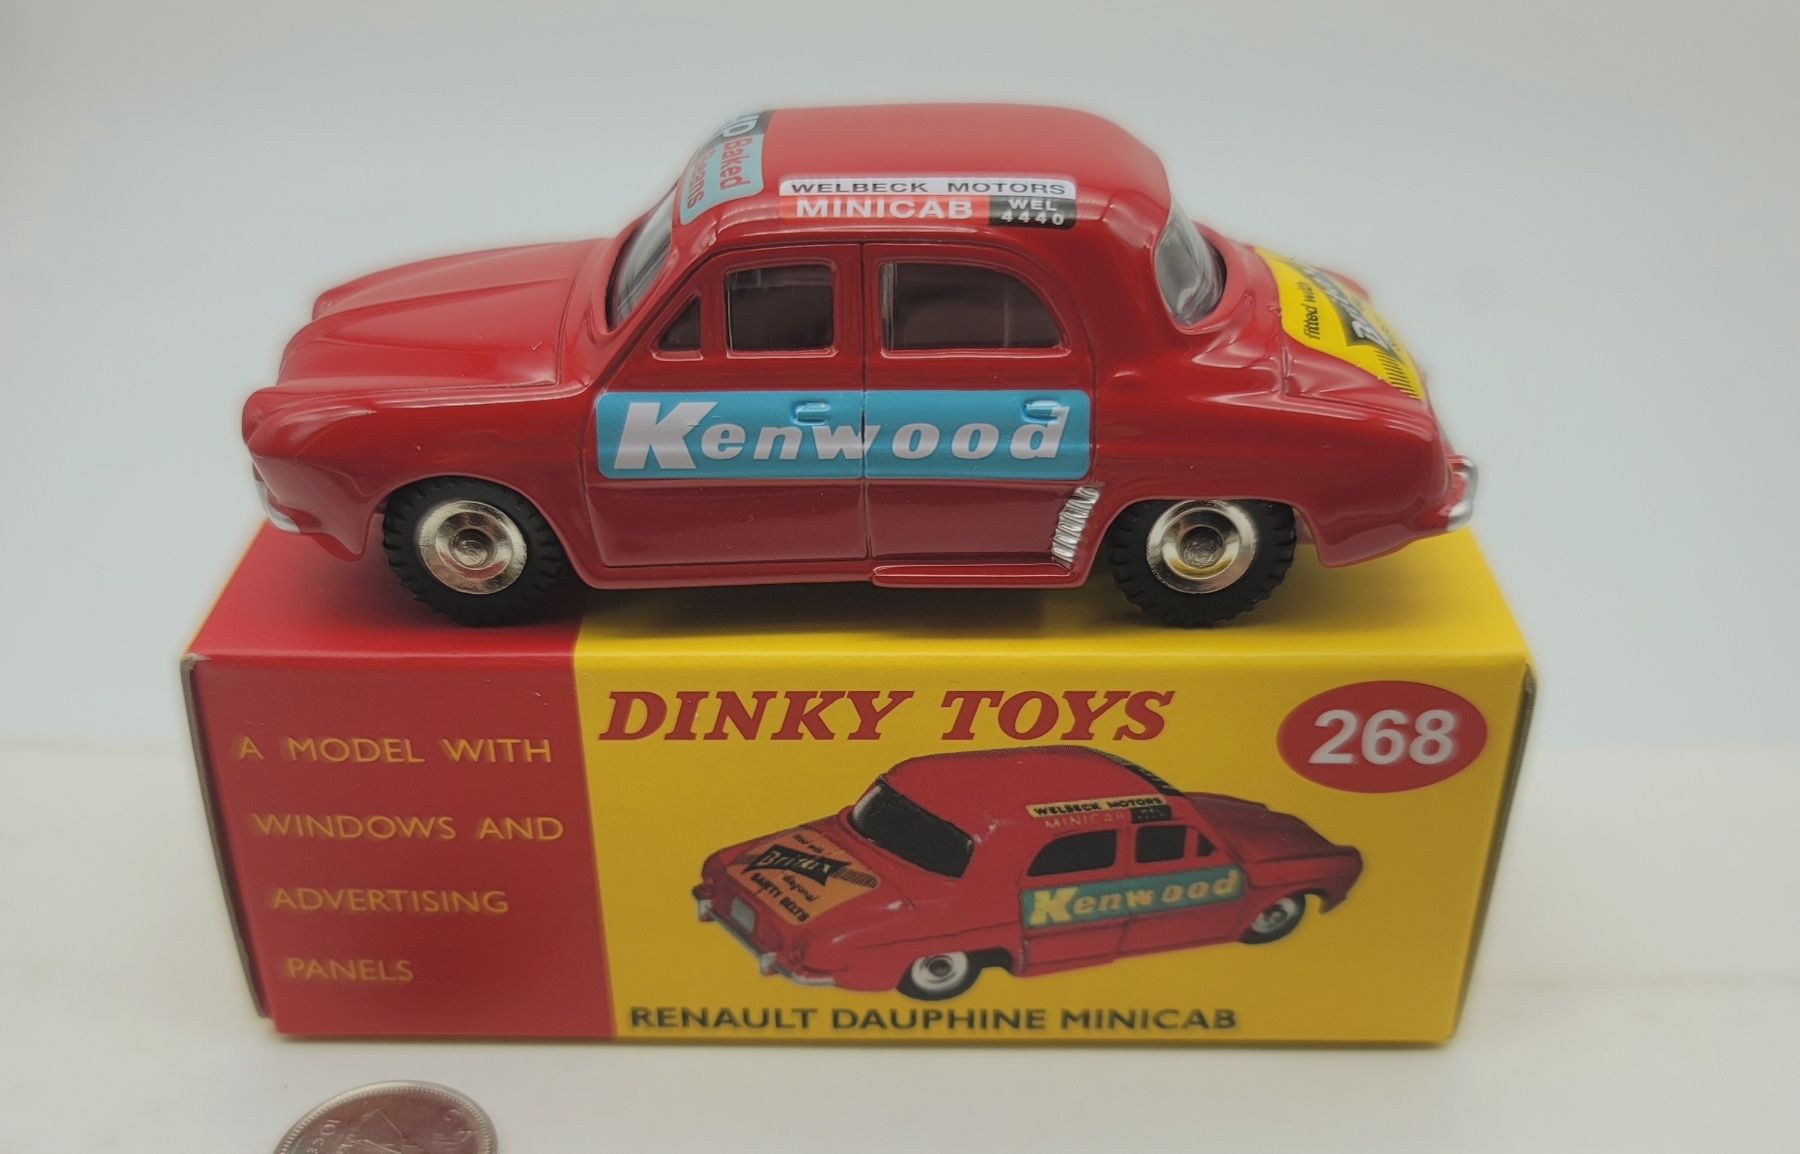 HP
Baked
Beans
WELBECK MOTORS
MINICAB
WEL
4440
fitted with
Kenwood
DINKY TOYS
268
A MODEL WITH
WINDOWS AND
ADVERTISING
PANELS
WELBECK MOTORS
MINICAB
Britax
SAFETY BELTS
Kenwood
RENAULT DAUPHINE MINICAB